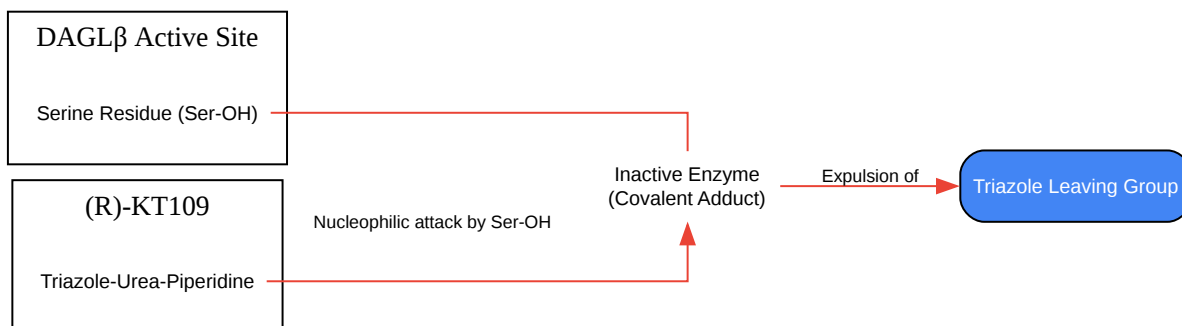 DAGLβ Active Site
Serine Residue (Ser-OH)
(R)-KT109
Nucleophilic attack by Ser-OH
Triazole-Urea-Piperidine
Inactive Enzyme
(Covalent Adduct)
Expulsion of
Triazole Leaving Group